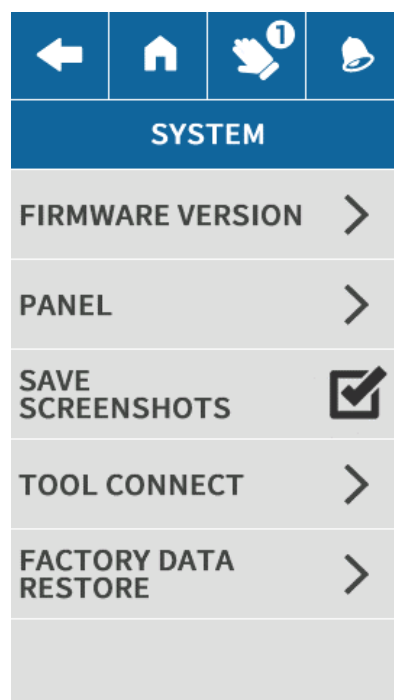 1
SYSTEM
FIRMWARE VERSION
PANEL
SAVE
SCREENSHOTS
TOOL CONNECT
FACTORY DATA
RESTORE